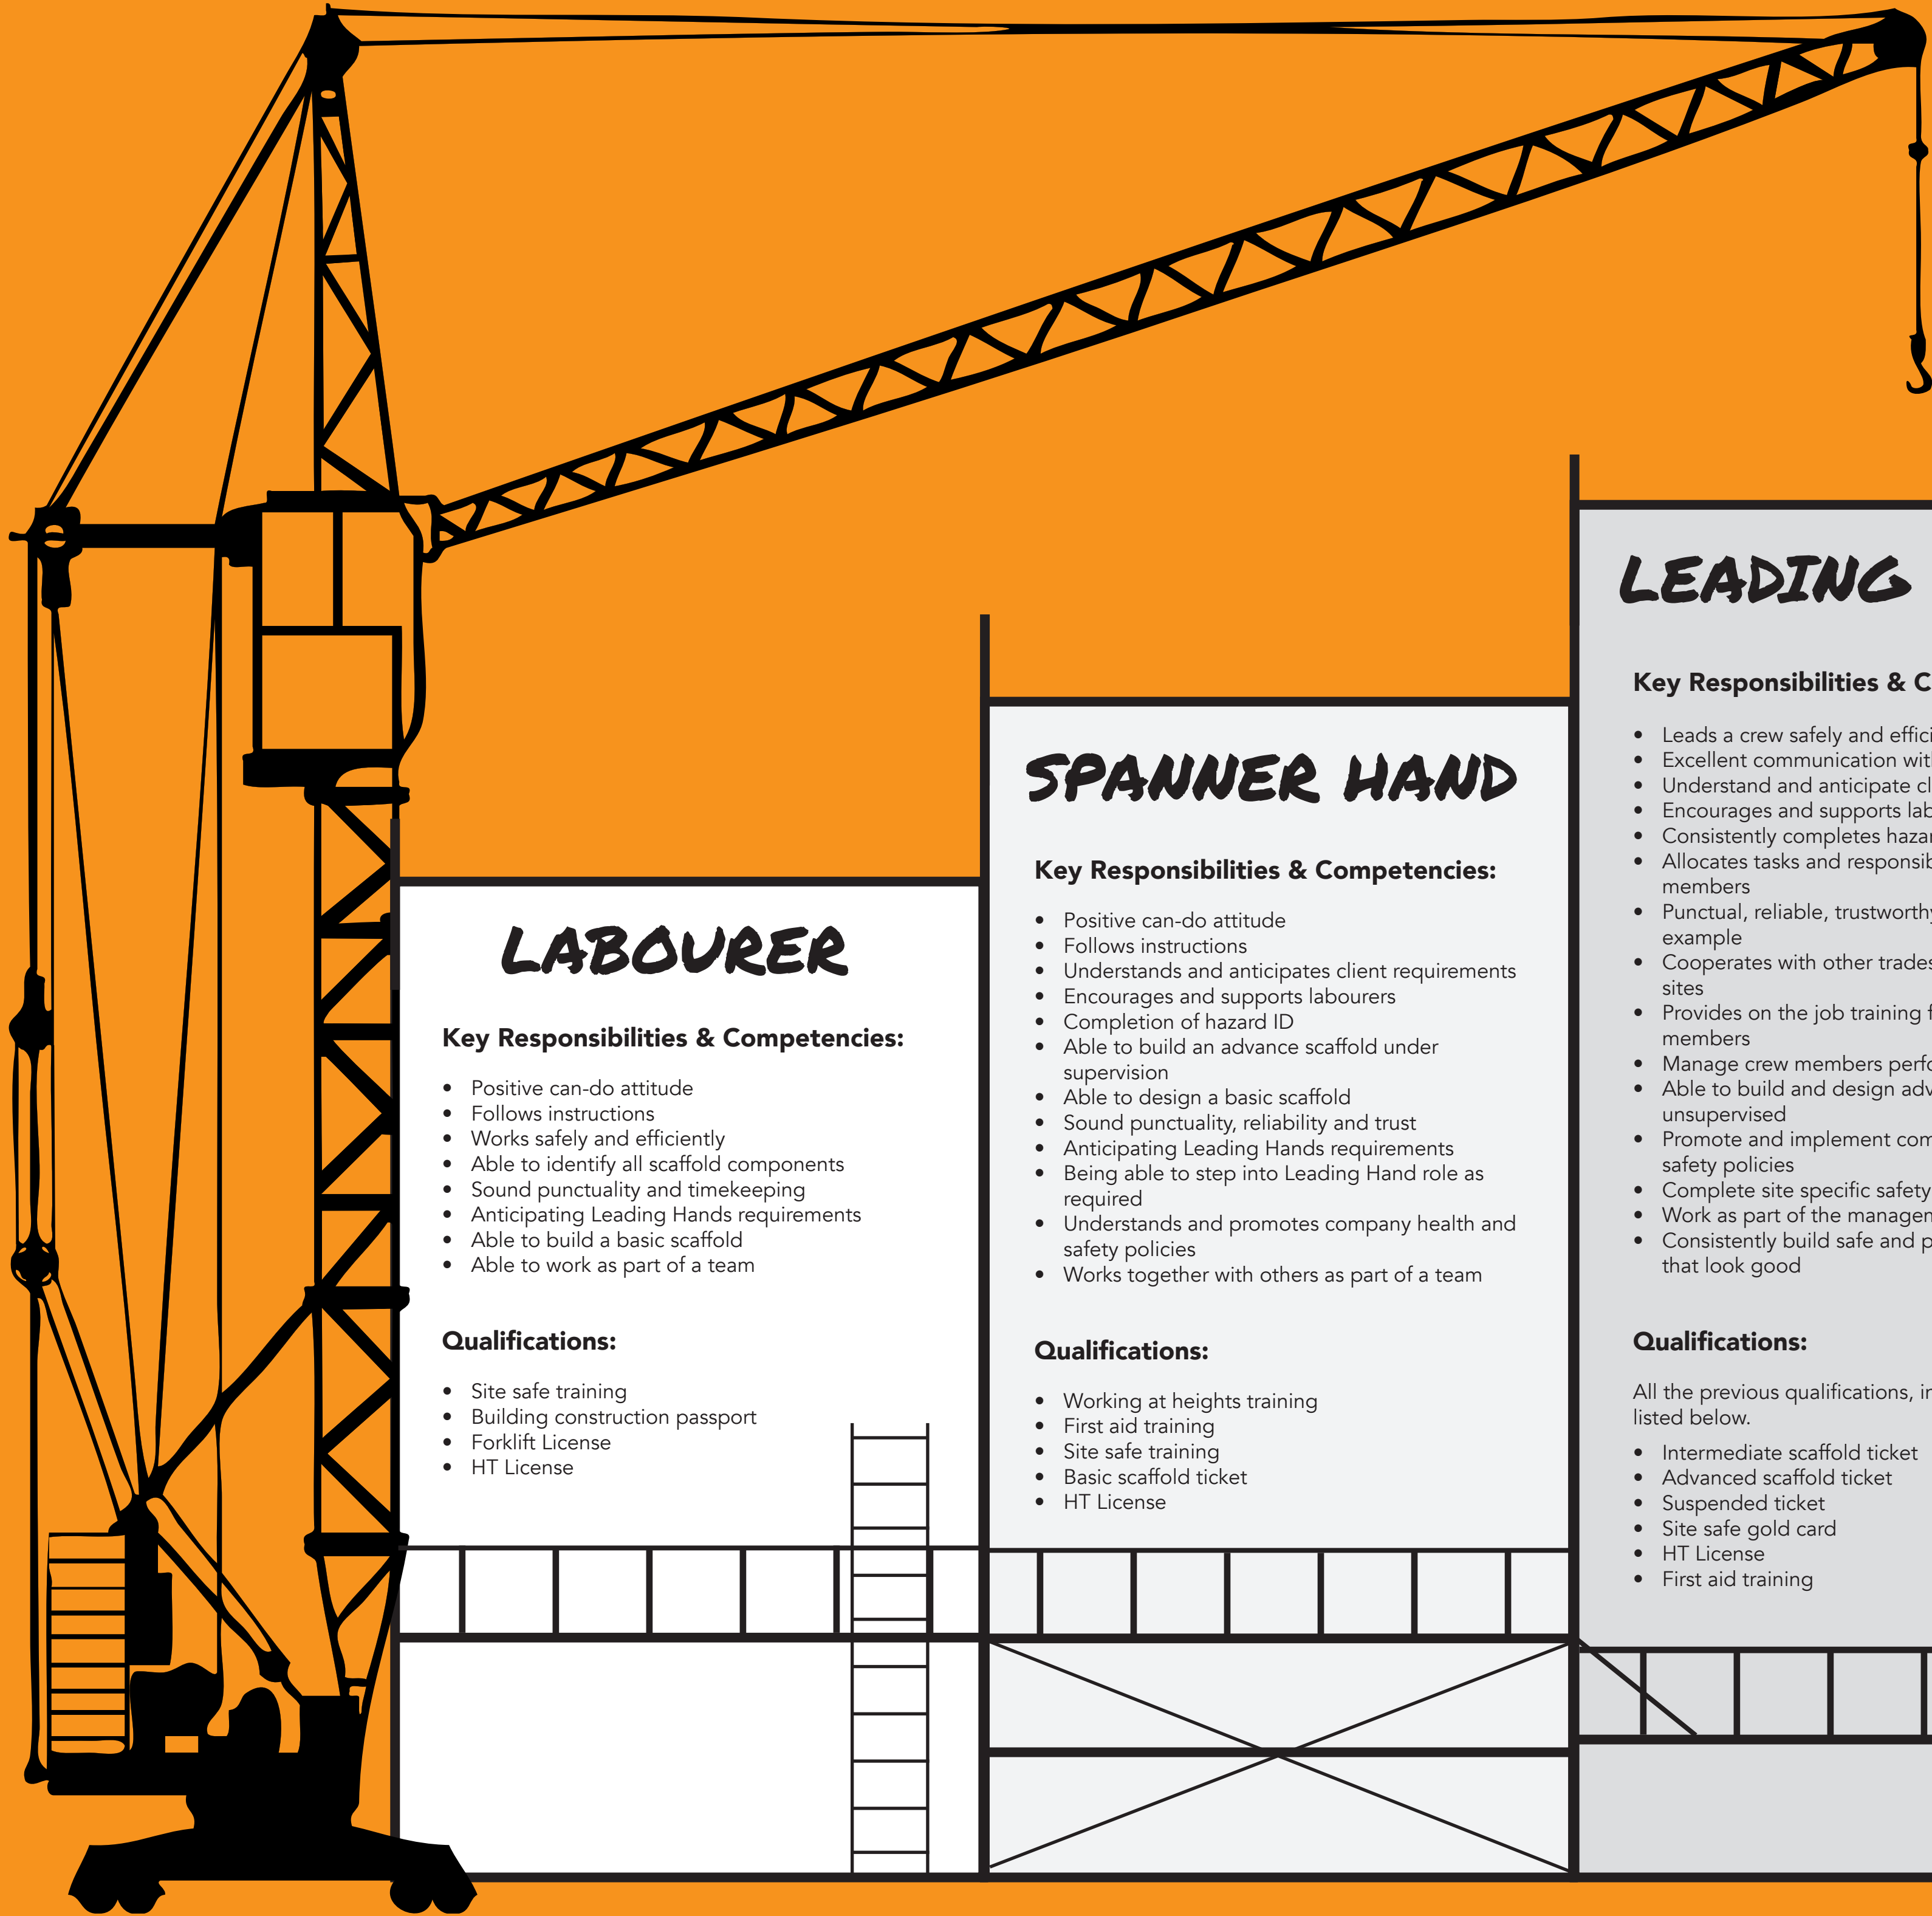 LABOURER
Key Responsibilities & Competencies:
• Positive can-do attitude
• Follows instructions
• Works safely and efficiently
• Able to identify all scaffold components
• Sound punctuality and timekeeping
• Anticipating Leading Hands requirements
• Able to build a basic scaffold
• Able to work as part of a team
Qualifications:
• Site safe training
• Building construction passport
• Forklift License
• HT License
SPANNER HAND
Key Responsibilities & Competencies:
• Positive can-do attitude
• Follows instructions
• Understands and anticipates client requirements
• Encourages and supports labourers
• Completion of hazard ID
• Able to build an advance scaffold under
supervision
• Able to design a basic scaffold
• Sound punctuality, reliability and trust
• Anticipating Leading Hands requirements
• Being able to step into Leading Hand role as
required
• Understands and promotes company health and
safety policies
• Works together with others as part of a team
Qualifications:
• Working at heights training
• First aid training
• Site safe training
• Basic scaffold ticket
• HT License
LEADING
Key Responsibilities &
• Leads a crew safely and
• Excellent communication
• Understand and anticipate
• Encourages and supports
• Consistently completes
• Allocates tasks and
members
• Punctual, reliable,
example
• Cooperates with other
sites
• Provides on the job training
members
• Manage crew members
• Able to build and design
unsupervised
• Promote and implement
safety policies
• Complete site specific safety
• Work as part of the
• Consistently build safe and
that look good
Qualifications:
All the previous qualifications,
listed below.
• Intermediate scaffold ticket
• Advanced scaffold ticket
• Suspended ticket
• Site safe gold card
• HT License
• First aid training